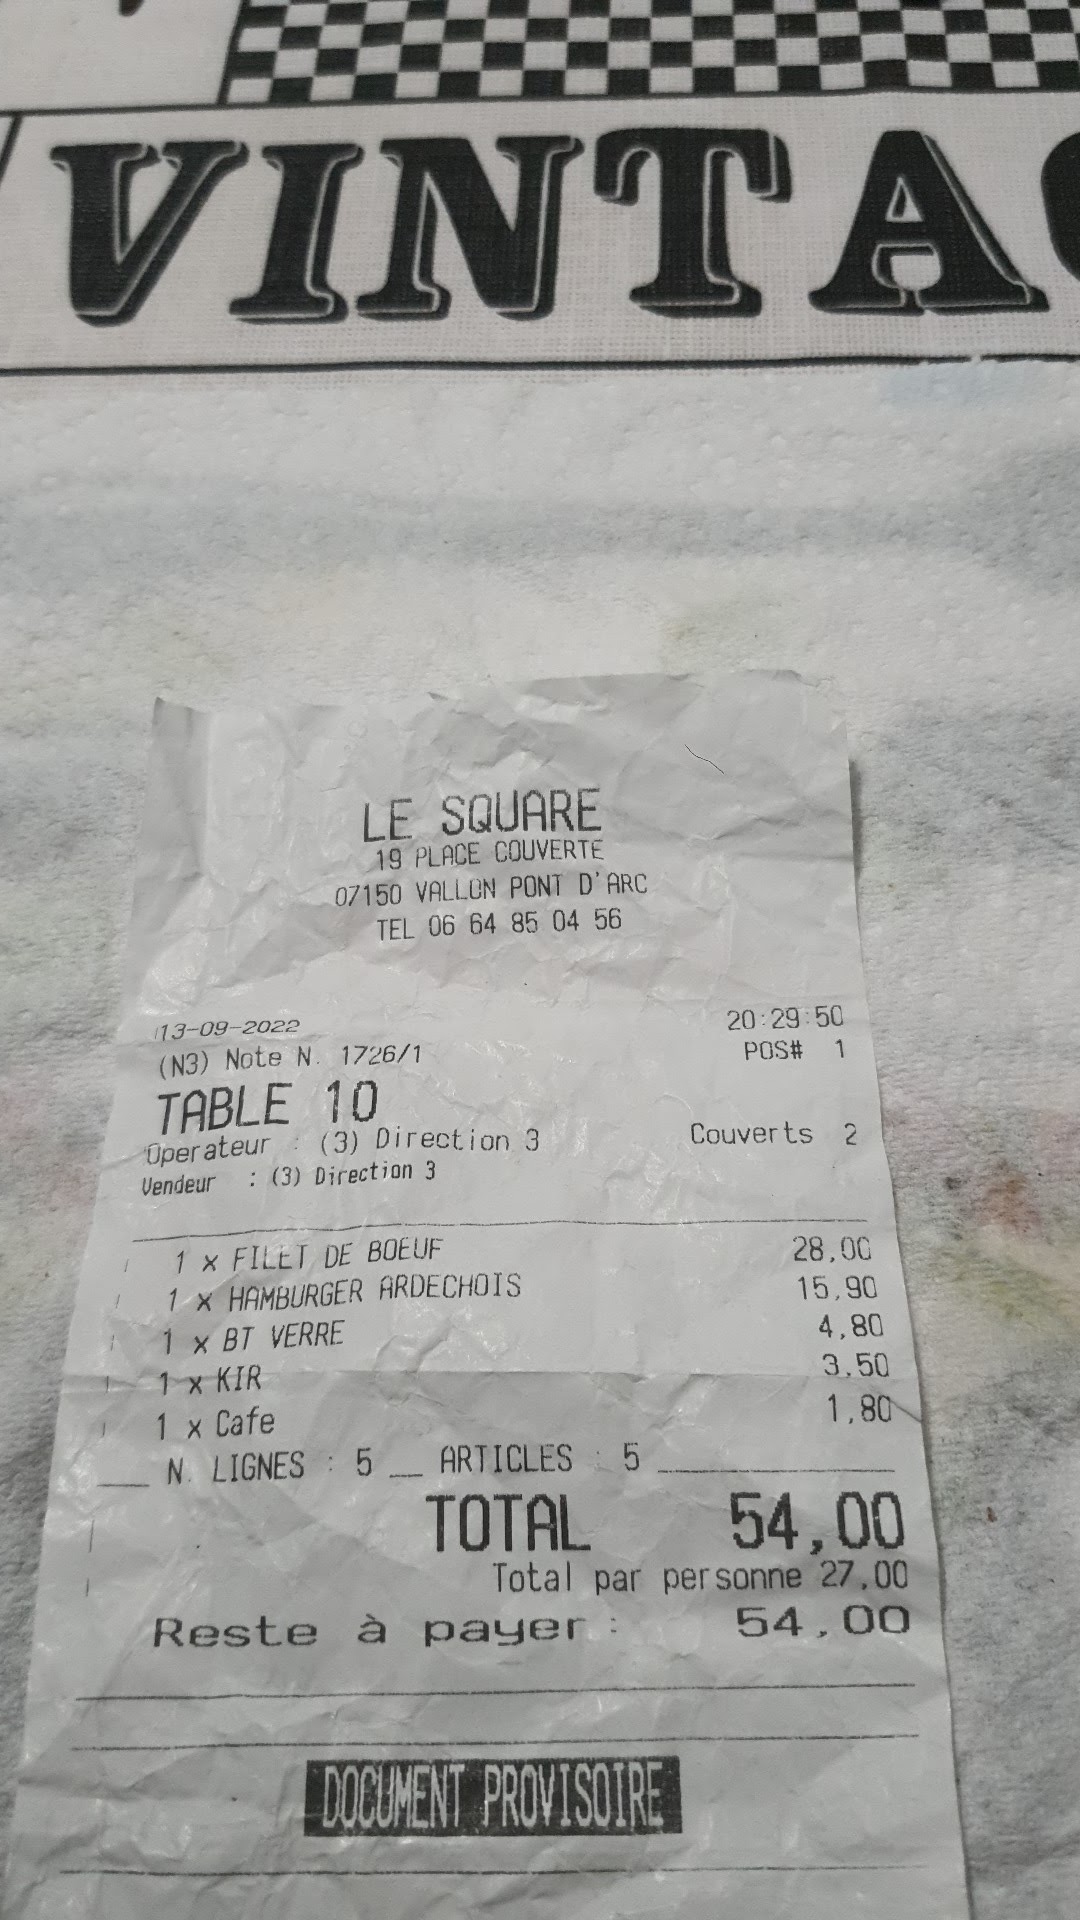 VINTA
LE SQUARE
19 PLACE COUVERTE
07150 VALLON PONT D'ARC
TEL 06 64 85 04 56
13-09-2022 20:29:50
(N3) Note N. 1726/1 POS# 1
TABLE 10
Operateur : (3) Direction 3 Couverts 2
Vendeur : (3) Direction 3
1 x FILET DE BOEUF 28,00
1 x HAMBURGER ARDECHOIS 15,90
1 x BT VERRE 4,80
1 x KIR 3,50
1 x Cafe 1,80
N. LIGNES : 5 __ ARTICLES : 5
TOTAL 54,00
Total par personne 27,00
Reste à payer : 54,00
DOCUMENT PROVISOIRE